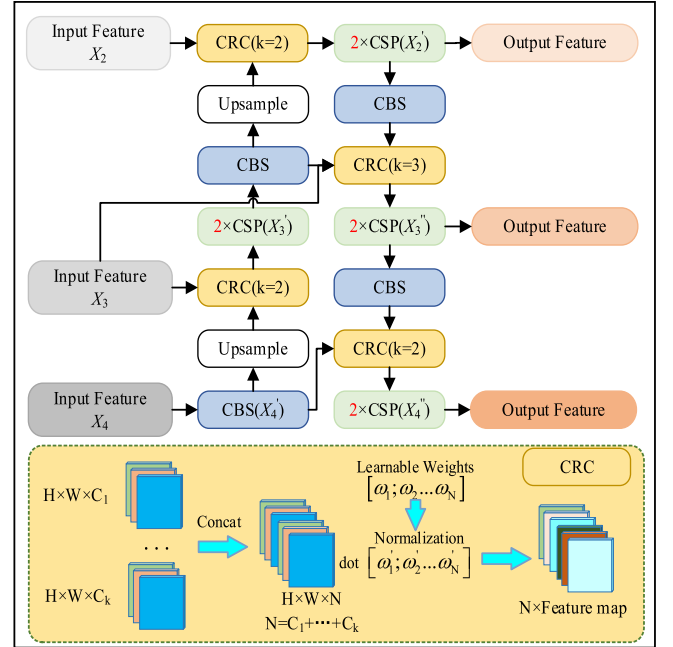 Input Feature
X₂
CRC(k=2)
2×CSP(X₂')
Output Feature
Upsample
CBS
CBS
CRC(k=3)
2×CSP(X₃')
2×CSP(X₃'')
Output Feature
Input Feature
X₃
CRC(k=2)
CBS
Upsample
CRC(k=2)
Input Feature
X₄
CBS(X₄')
2×CSP(X₄'')
Output Feature
CRC
H×W×C₁
Concat
. . .
H×W×Cₖ
H×W×N
N=C₁+···+Cₖ
Learnable Weights
[ω₁;ω₂...ω_N]
Normalization
dot [ω₁';ω₂'...ω_N']
N×Feature map